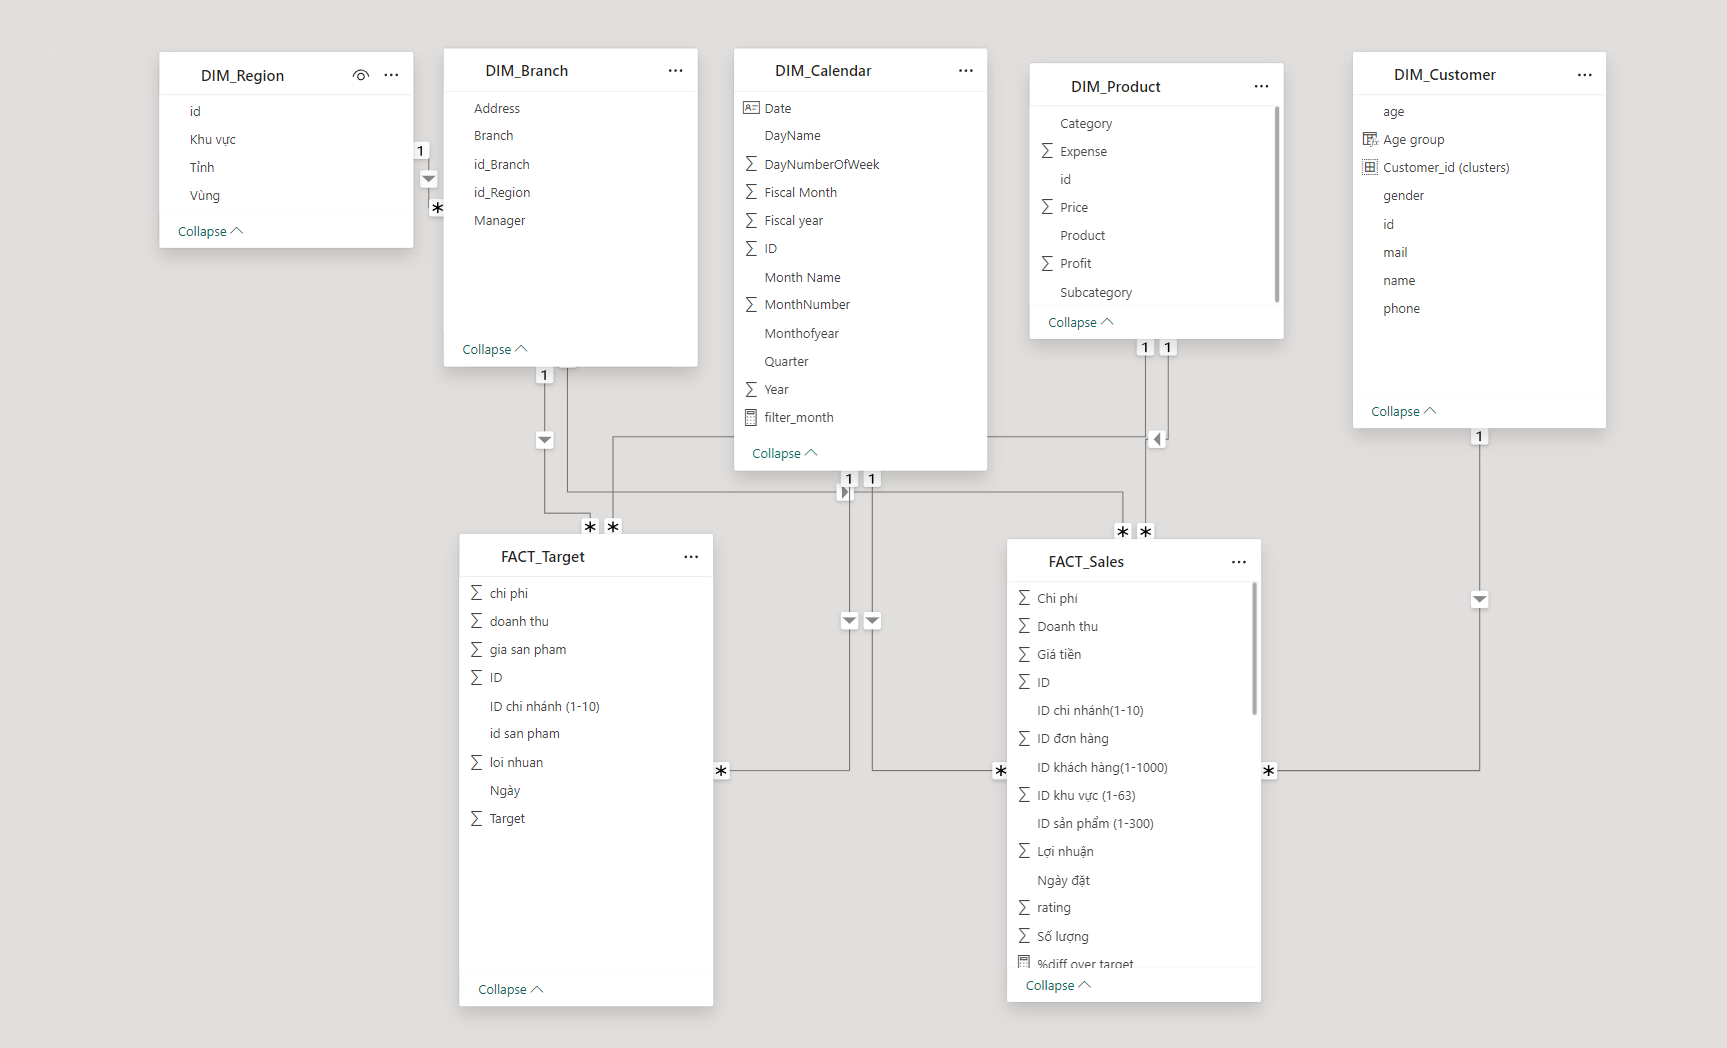 DIM_Region
id
Khu vực
Tỉnh
Vùng
Collapse
1
*
DIM_Branch
Address
Branch
id_Branch
id_Region
Manager
Collapse
1
DIM_Calendar
Date
DayName
DayNumberOfWeek
Fiscal Month
Fiscal year
ID
Month Name
MonthNumber
Monthofyear
Quarter
Year
filter_month
Collapse
1 1
DIM_Product
Category
Expense
id
Price
Product
Profit
Subcategory
Collapse
1 1
DIM_Customer
age
Age group
Customer_id (clusters)
gender
id
mail
name
phone
Collapse
1
* *
FACT_Target
chi phi
doanh thu
gia san pham
ID
ID chi nhánh (1-10)
id san pham
loi nhuan
Ngày
Target
Collapse
*
* *
FACT_Sales
Chi phí
Doanh thu
Giá tiền
ID
ID chi nhánh(1-10)
ID đơn hàng
ID khách hàng(1-1000)
ID khu vực (1-63)
ID sản phẩm (1-300)
Lợi nhuận
Ngày đặt
rating
Số lượng
%diff over target
Collapse
*
*